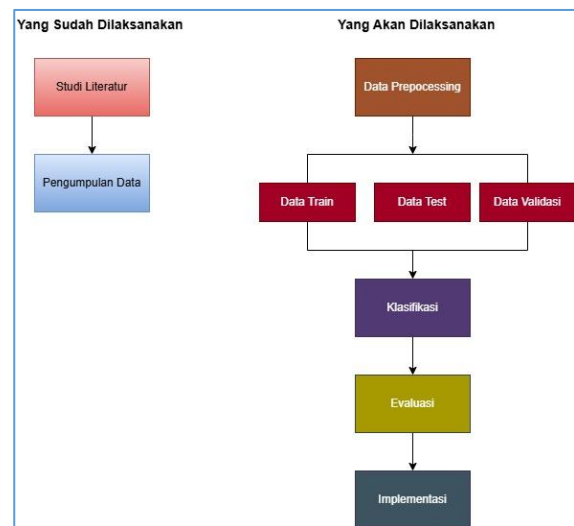 Yang Sudah Dilaksanakan
Yang Akan Dilaksanakan
Studi Literatur
Data Prepocessing
Pengumpulan Data
Data Train
Data Test
Data Validasi
Klasifikasi
Evaluasi
Implementasi